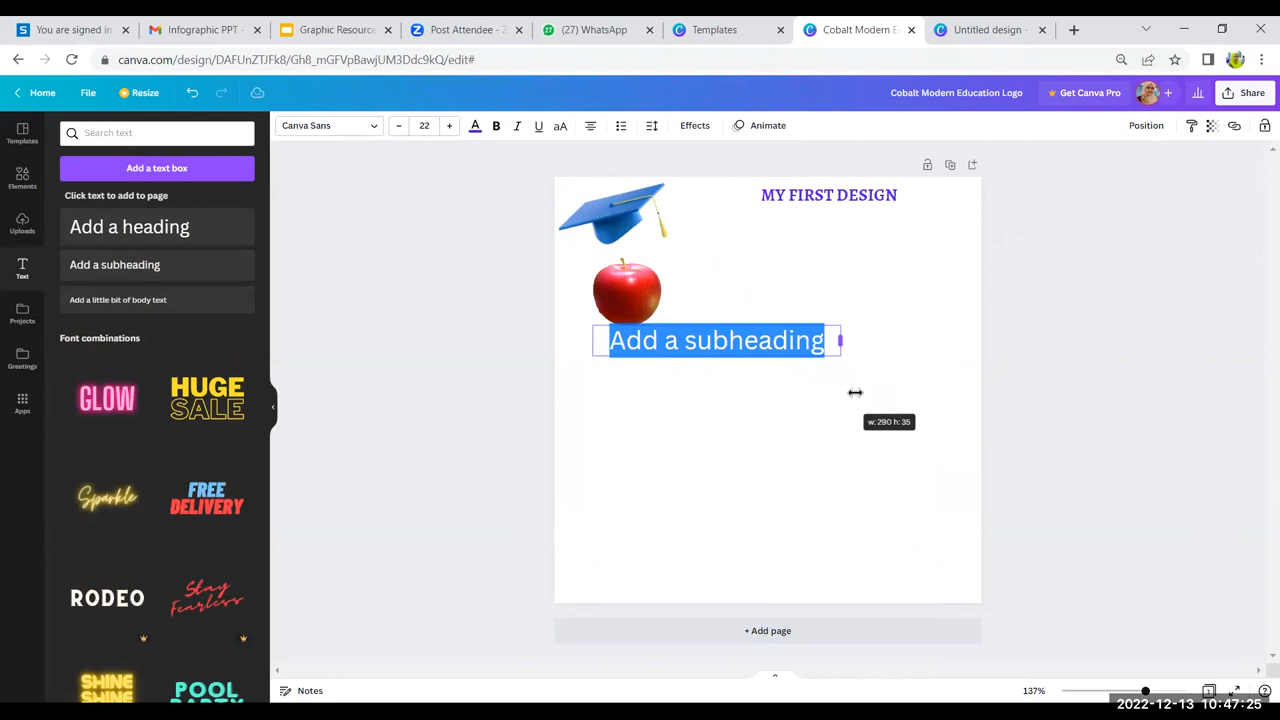 You are signed in
Infographic PPT -
Graphic Resource
Post Attendee - Z
(27) WhatsApp
Templates
Cobalt Modern E
Untitled design -
canva.com/design/DAFUnZTJFk8/Gh8_mGFVpBawjUM3Ddc9kQ/edit#
Home
File
Resize
Cobalt Modern Education Logo
Get Canva Pro
Share
Templates
Elements
Uploads
Text
Projects
Greetings
Apps
Search text
Add a text box
Click text to add to page
Add a heading
Add a subheading
Add a little bit of body text
Font combinations
GLOW
HUGE
SALE
Sparkle
FREE
DELIVERY
RODEO
Stay
Fearless
SHINE
SHINE
POOL
PARTY
Canva Sans
22
B
I
U
aA
Effects
Animate
Position
MY FIRST DESIGN
Add a subheading
w: 290 h: 35
+ Add page
Notes
137%
1
2022-12-13 10:47:25